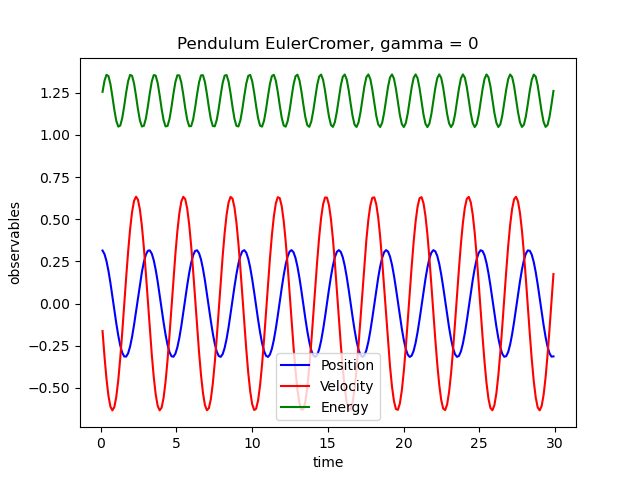 Pendulum EulerCromer, gamma = 0
observables
1.25
1.00
0.75
0.50
0.25
0.00
−0.25
−0.50
Position
Velocity
Energy
0 5 10 15 20 25 30
time